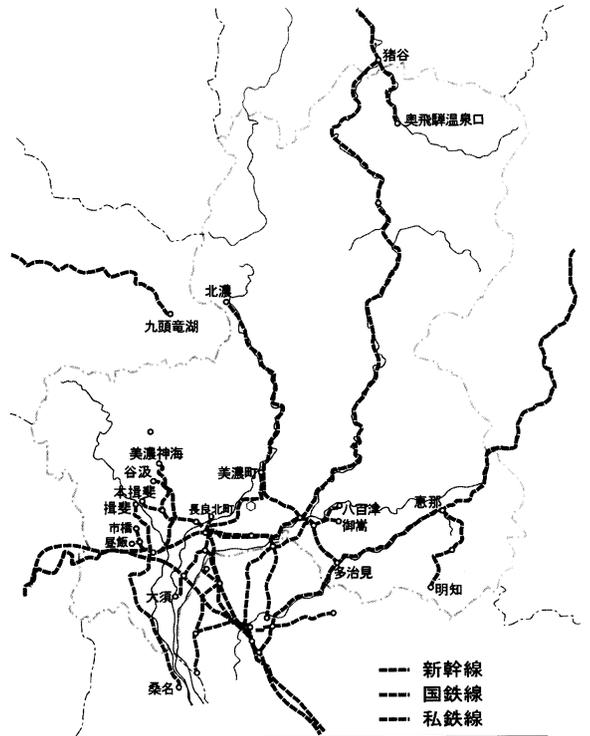 猪谷
奥飛騨温泉口
北濃
九頭竜湖
美濃神海
谷汲
本揖斐
揖斐
市橋
昼飯
美濃町
長良北町
八百津
御嵩
恵那
多治見
明知
大須
桑名
新幹線
国鉄線
私鉄線